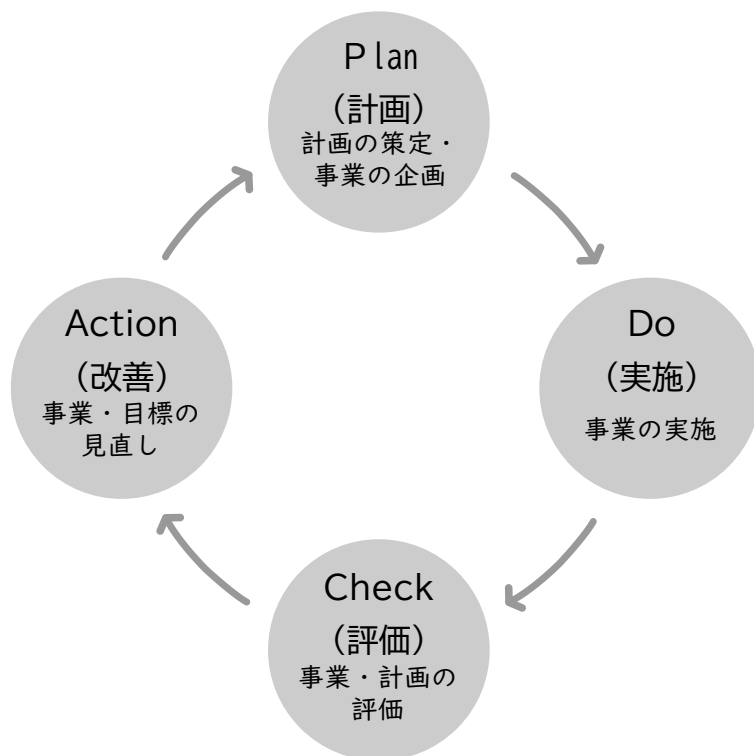 Plan
（計画）
計画の策定・
事業の企画
Do
（実施）
事業の実施
Check
（評価）
事業・計画の
評価
Action
（改善）
事業・目標の
見直し